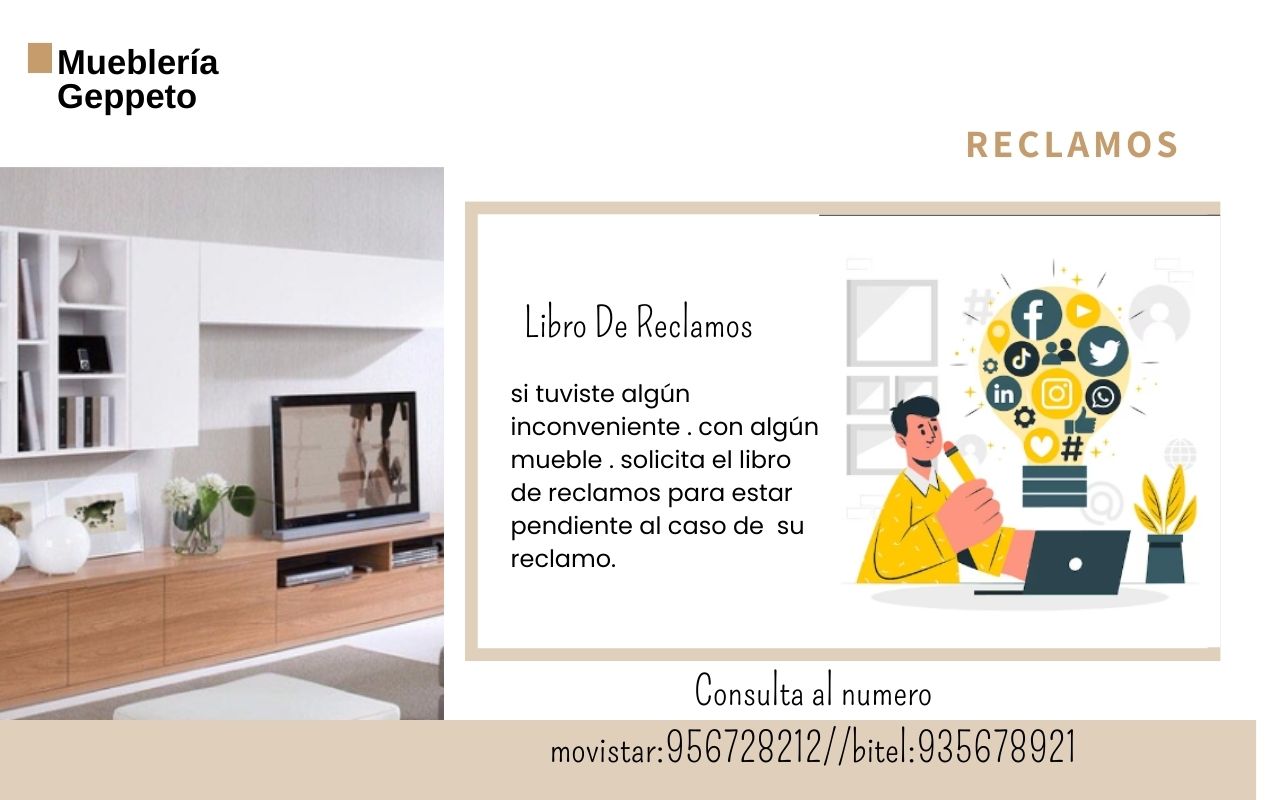 Mueblería
Geppeto
RECLAMOS
Libro De Reclamos
si tuviste algún
inconveniente . con algún
mueble . solicita el libro
de reclamos para estar
pendiente al caso de  su
reclamo.
Consulta al numero
movistar:956728212//bitel:935678921